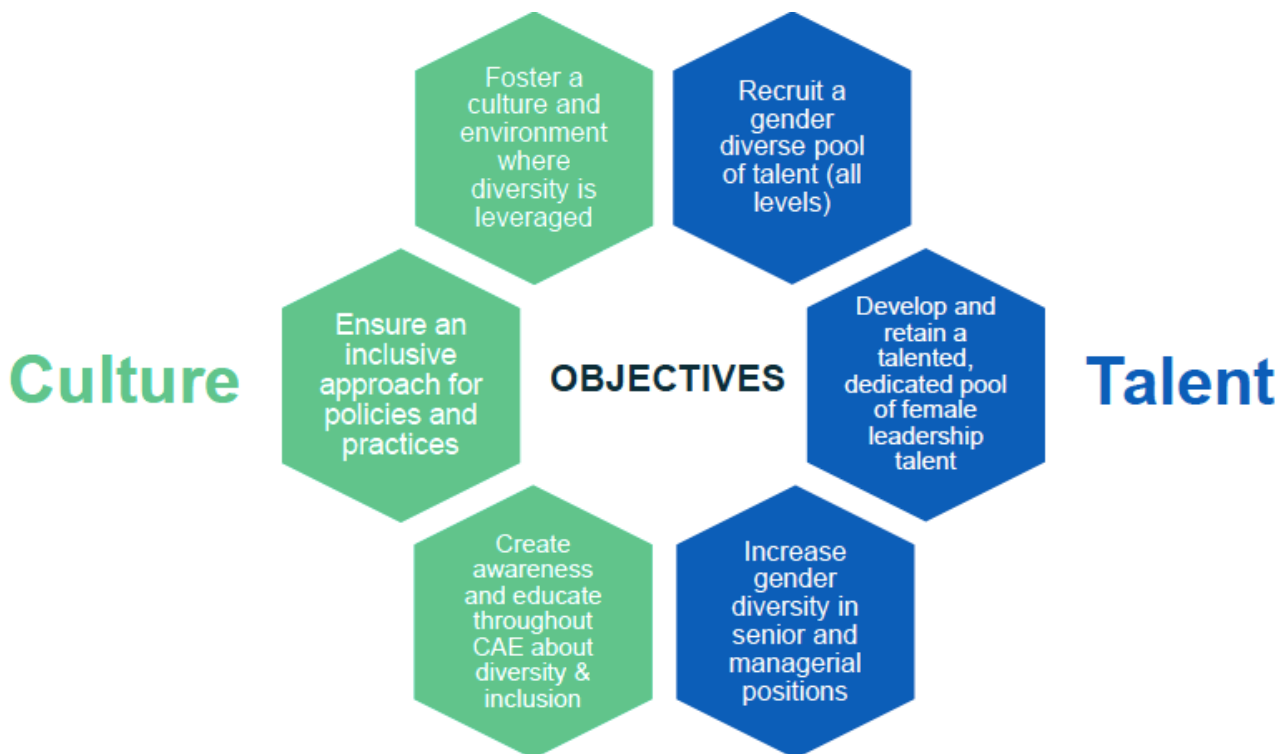 Foster a
culture and
environment
where
diversity is
leveraged
Recruit a
gender
diverse pool
of talent (all
levels)
Culture
Ensure an
inclusive
approach for
policies and
practices
OBJECTIVES
Develop and
retain a
talented,
dedicated pool
of female
leadership
talent
Talent
Create
awareness
and educate
throughout
CAE about
diversity &
inclusion
Increase
gender
diversity in
senior and
managerial
positions